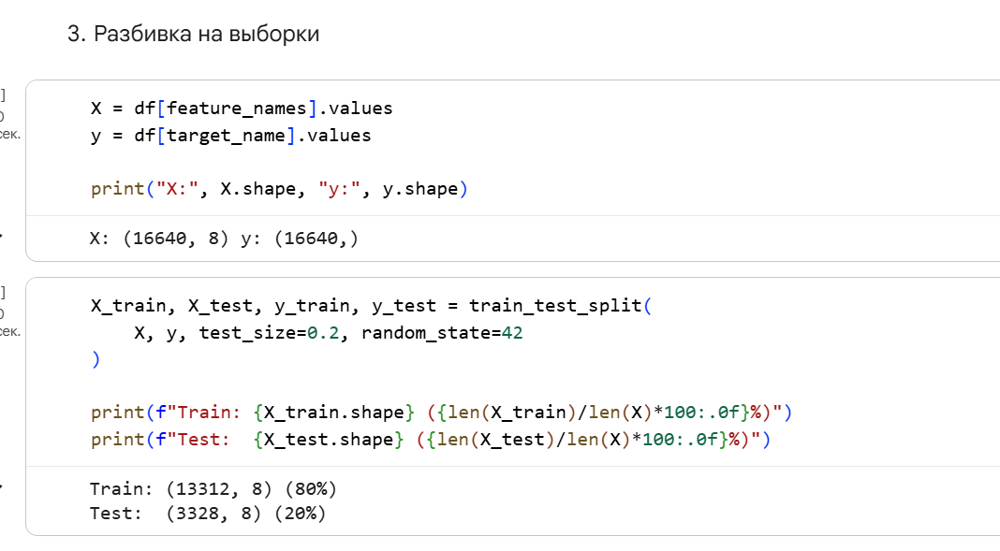 3. Разбивка на выборки
]
0
сек.
X = df[feature_names].values
y = df[target_name].values
print("X:", X.shape, "y:", y.shape)
X: (16640, 8) y: (16640,)
]
0
сек.
X_train, X_test, y_train, y_test = train_test_split(
    X, y, test_size=0.2, random_state=42
)
print(f"Train: {X_train.shape} ({len(X_train)/len(X)*100:.0f}%)")
print(f"Test:  {X_test.shape} ({len(X_test)/len(X)*100:.0f}%)")
Train: (13312, 8) (80%)
Test:  (3328, 8) (20%)